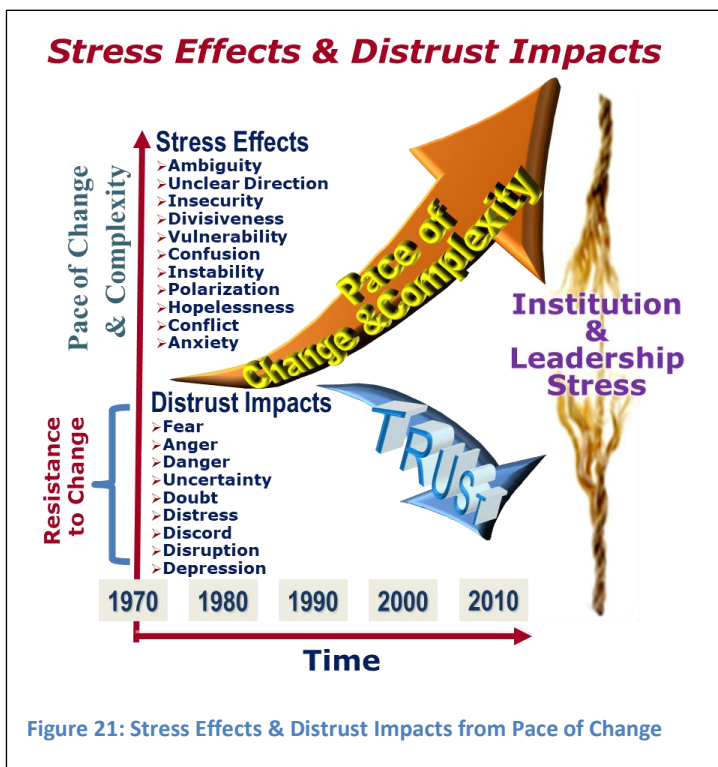 Stress Effects & Distrust Impacts
Pace of Change
& Complexity
Stress Effects
➢Ambiguity
➢Unclear Direction
➢Insecurity
➢Divisiveness
➢Vulnerability
➢Confusion
➢Instability
➢Polarization
➢Hopelessness
➢Conflict
➢Anxiety
Pace of
Change &Complexity
Institution
&
Leadership
Stress
Resistance
to Change
Distrust Impacts
➢Fear
➢Anger
➢Danger
➢Uncertainty
➢Doubt
➢Distress
➢Discord
➢Disruption
➢Depression
TRUST
1970 1980 1990 2000 2010
Time
Figure 21: Stress Effects & Distrust Impacts from Pace of Change